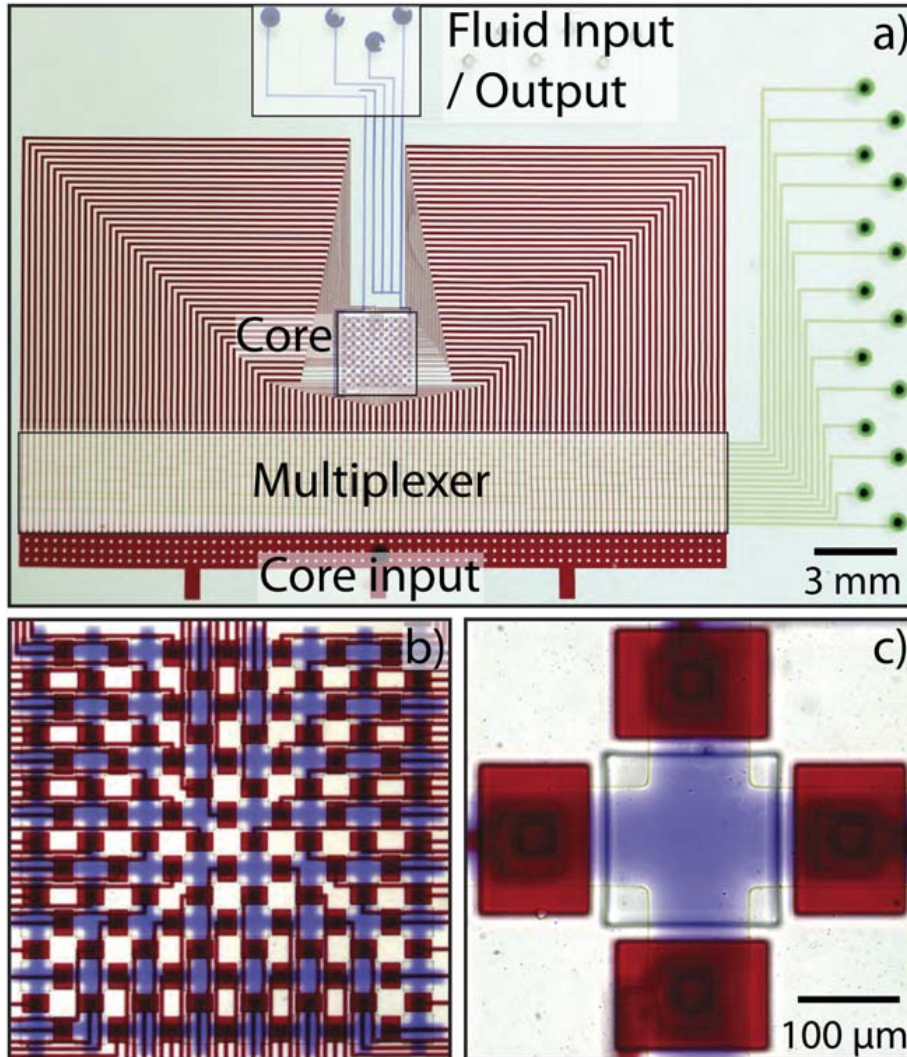 a)
Fluid Input
/ Output
Core
Multiplexer
Core input
3 mm
b)
c)
100 µm